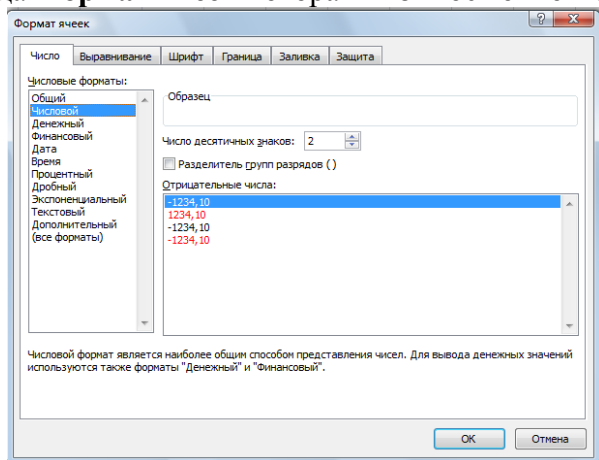 Формат ячеек
Число Выравнивание Шрифт Граница Заливка Защита
Числовые форматы:
Общий
Числовой
Денежный
Финансовый
Дата
Время
Процентный
Дробный
Экспоненциальный
Текстовый
Дополнительный
(все форматы)
Образец
Число десятичных знаков: 2
Разделитель групп разрядов ( )
Отрицательные числа:
-1234,10
1234,10
-1234,10
-1234,10
Числовой формат является наиболее общим способом представления чисел. Для вывода денежных значений
используются также форматы "Денежный" и "Финансовый".
ОК Отмена